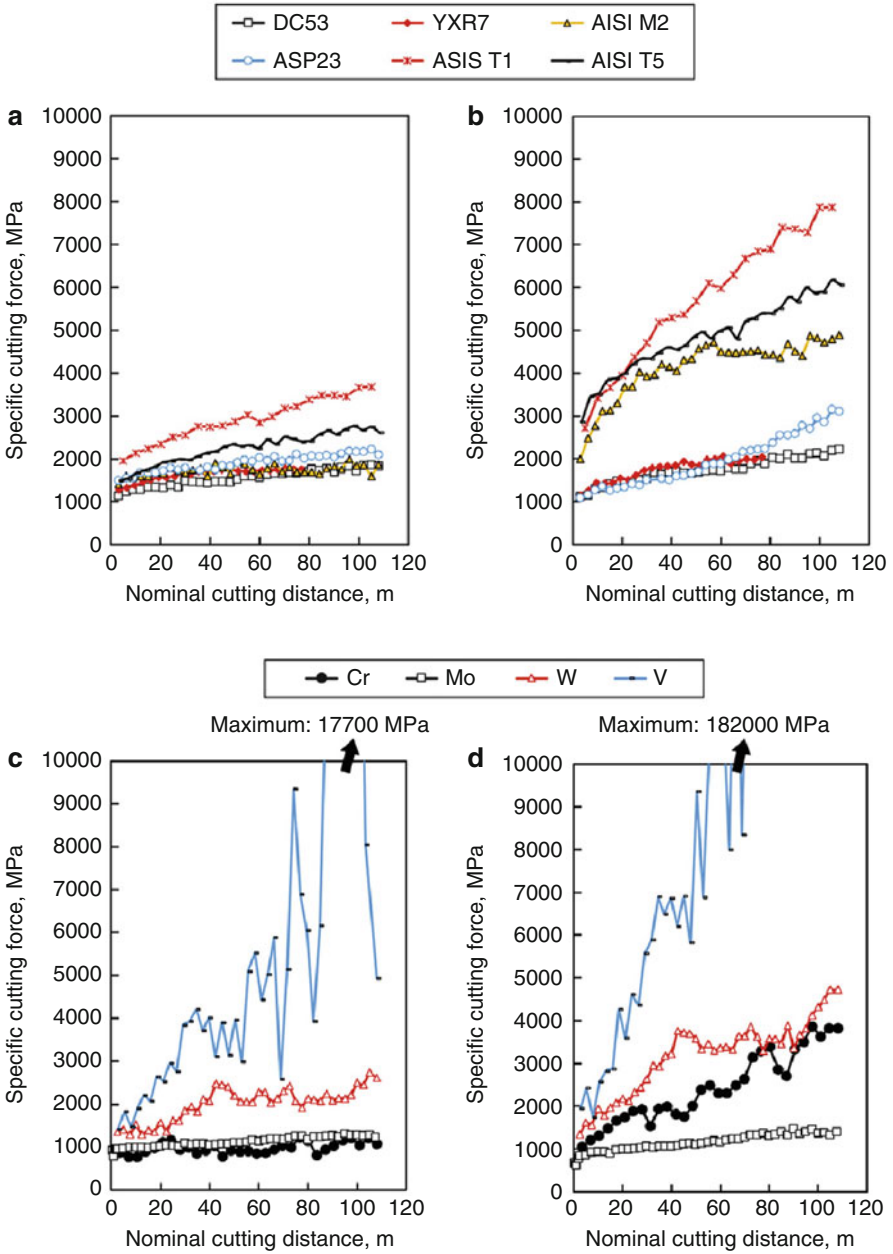 DC53 YXR7 AISI M2
ASP23 ASIS T1 AISI T5
a
10000
9000
8000
7000
6000
5000
4000
3000
2000
1000
0
Specific cutting force, MPa
0 20 40 60 80 100 120
Nominal cutting distance, m
b
10000
9000
8000
7000
6000
5000
4000
3000
2000
1000
0
Specific cutting force, MPa
0 20 40 60 80 100 120
Nominal cutting distance, m
Cr Mo W V
Maximum: 17700 MPa
c
10000
9000
8000
7000
6000
5000
4000
3000
2000
1000
0
Specific cutting force, MPa
0 20 40 60 80 100 120
Nominal cutting distance, m
Maximum: 182000 MPa
d
10000
9000
8000
7000
6000
5000
4000
3000
2000
1000
0
Specific cutting force, MPa
0 20 40 60 80 100 120
Nominal cutting distance, m